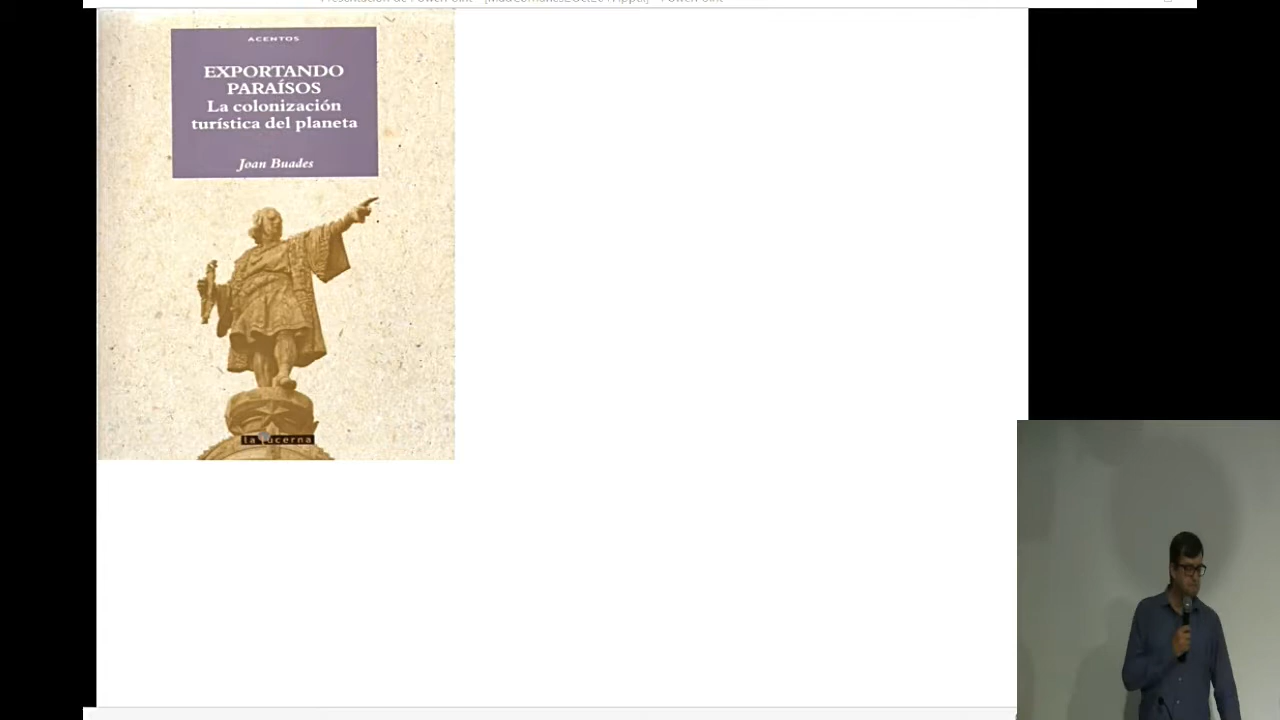 ACENTOS
EXPORTANDO
PARAÍSOS
La colonización
turística del planeta
Joan Buades
la lucerna